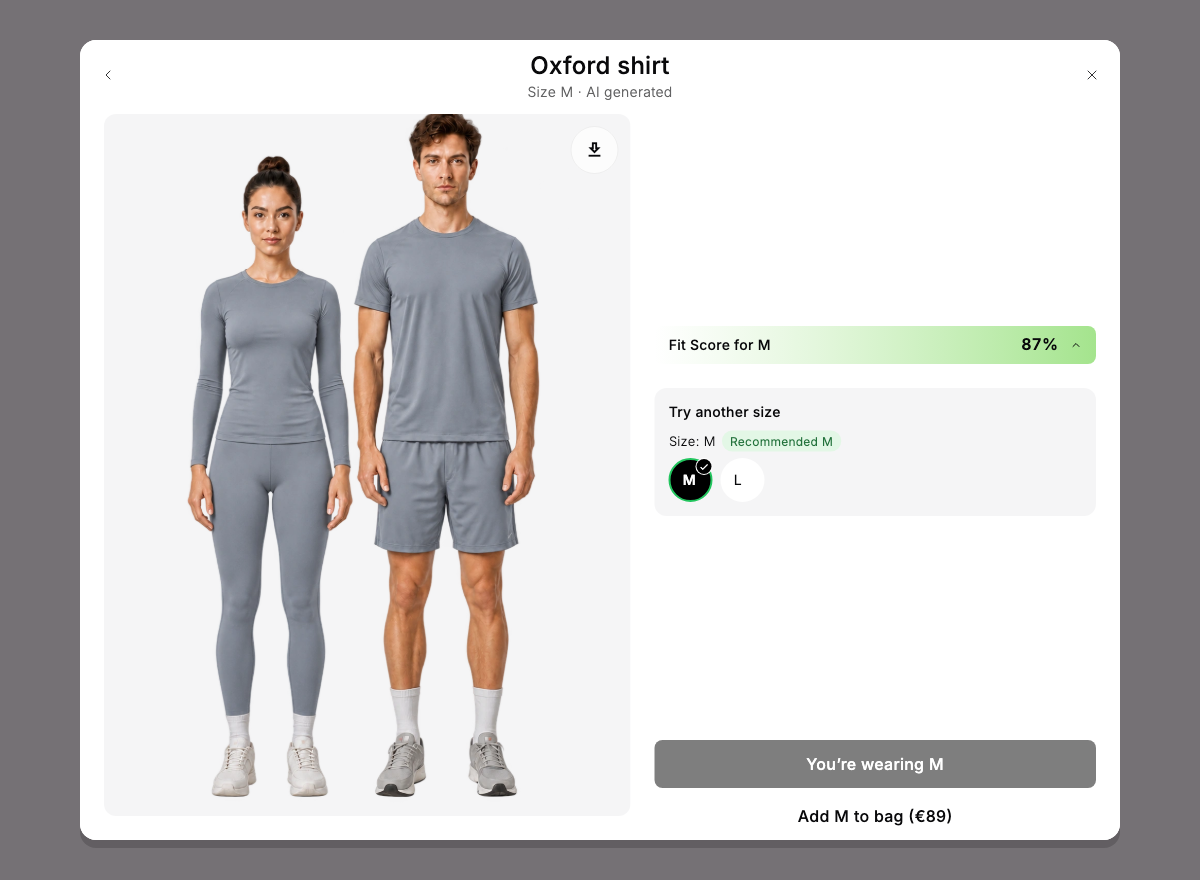 Oxford shirt
Size M · AI generated
Fit Score for M 87%
Try another size
Size: M Recommended M
M L
You’re wearing M
Add M to bag (€89)